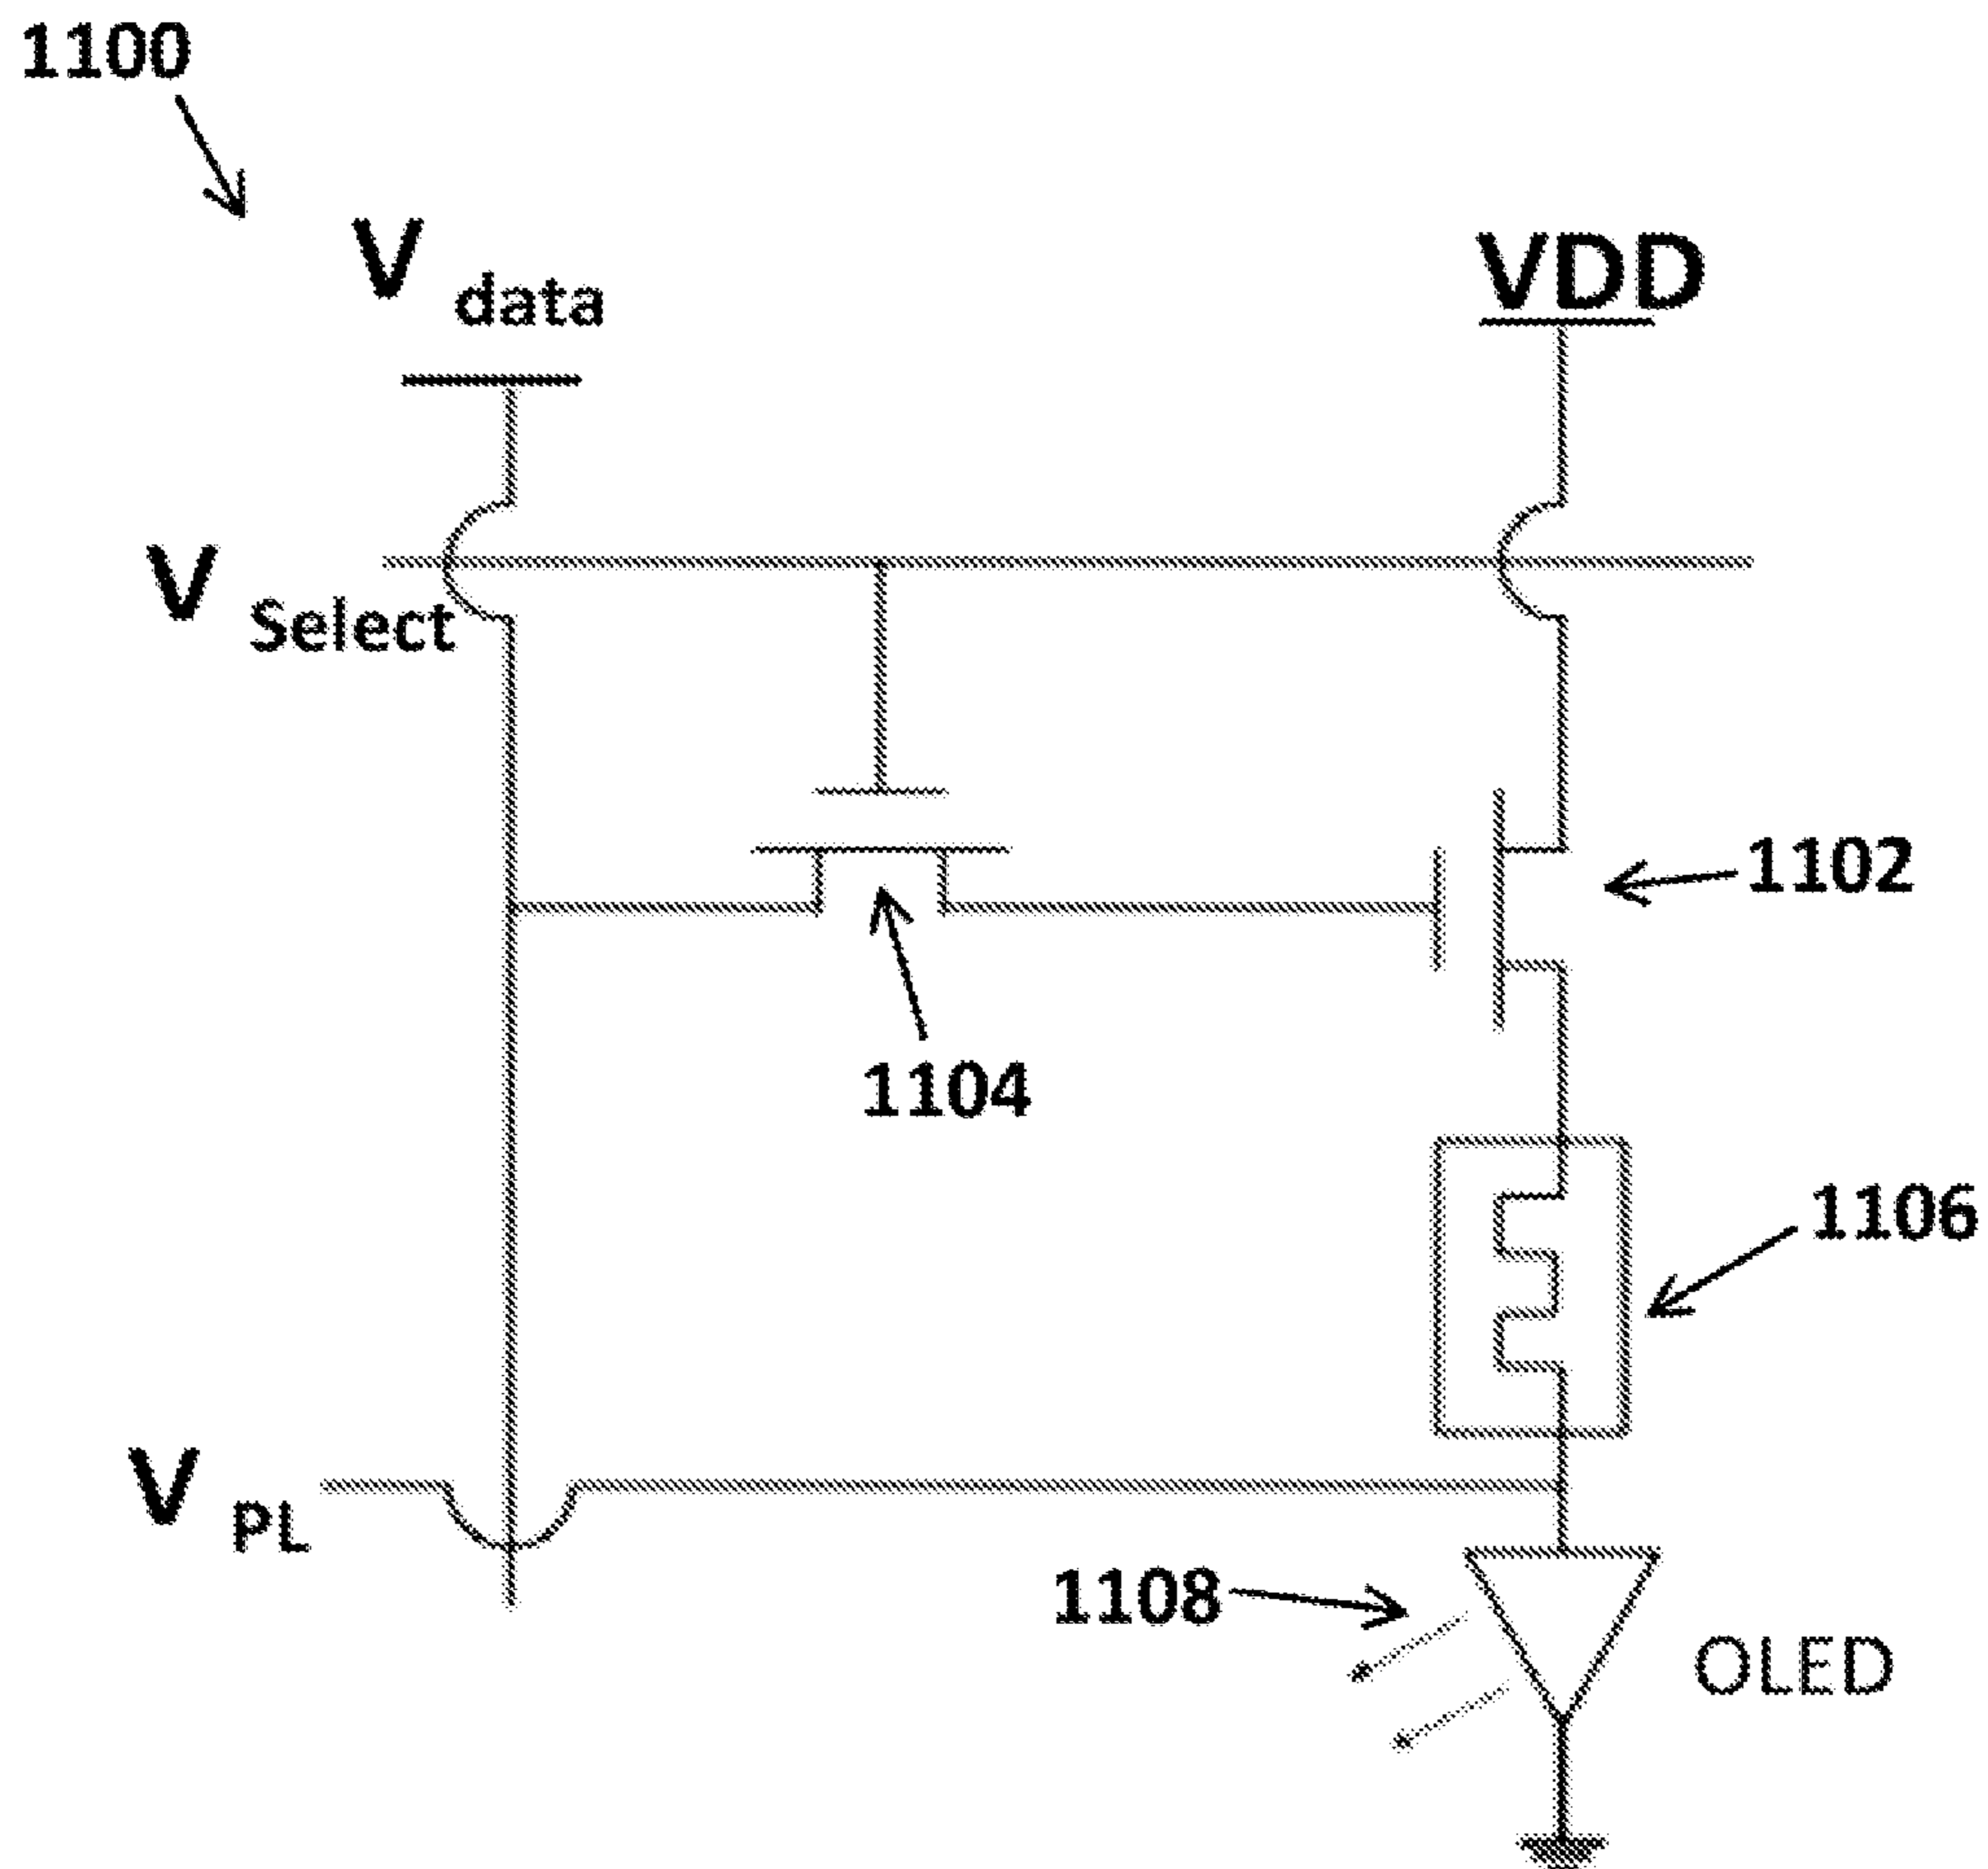 1100
V data
VDD
V Select
1102
1104
1106
V PL
1108
OLED